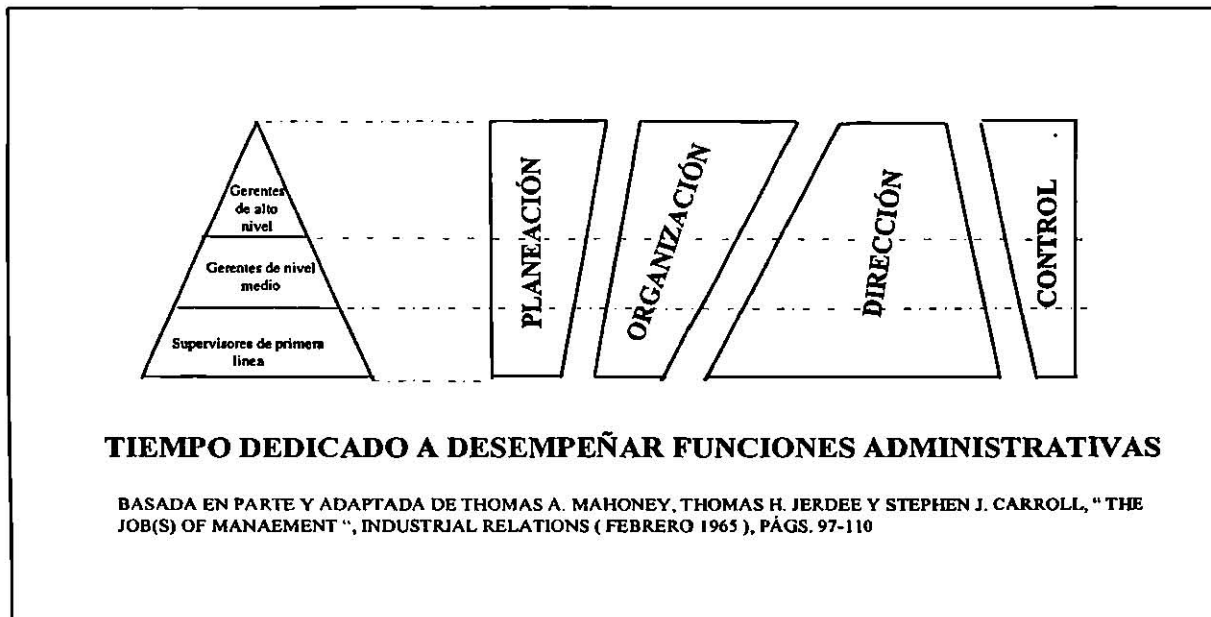 Gerentes
de alto
nivel
Gerentes de nivel
medio
Supervisores de primera
linea
PLANEACIÓN
ORGANIZACIÓN
DIRECCIÓN
CONTROL
TIEMPO DEDICADO A DESEMPEÑAR FUNCIONES ADMINISTRATIVAS
BASADA EN PARTE Y ADAPTADA DE THOMAS A. MAHONEY, THOMAS H. JERDEE Y STEPHEN J. CARROLL, " THE
JOB(S) OF MANAEMENT ", INDUSTRIAL RELATIONS ( FEBRERO 1965 ), PÁGS. 97-110